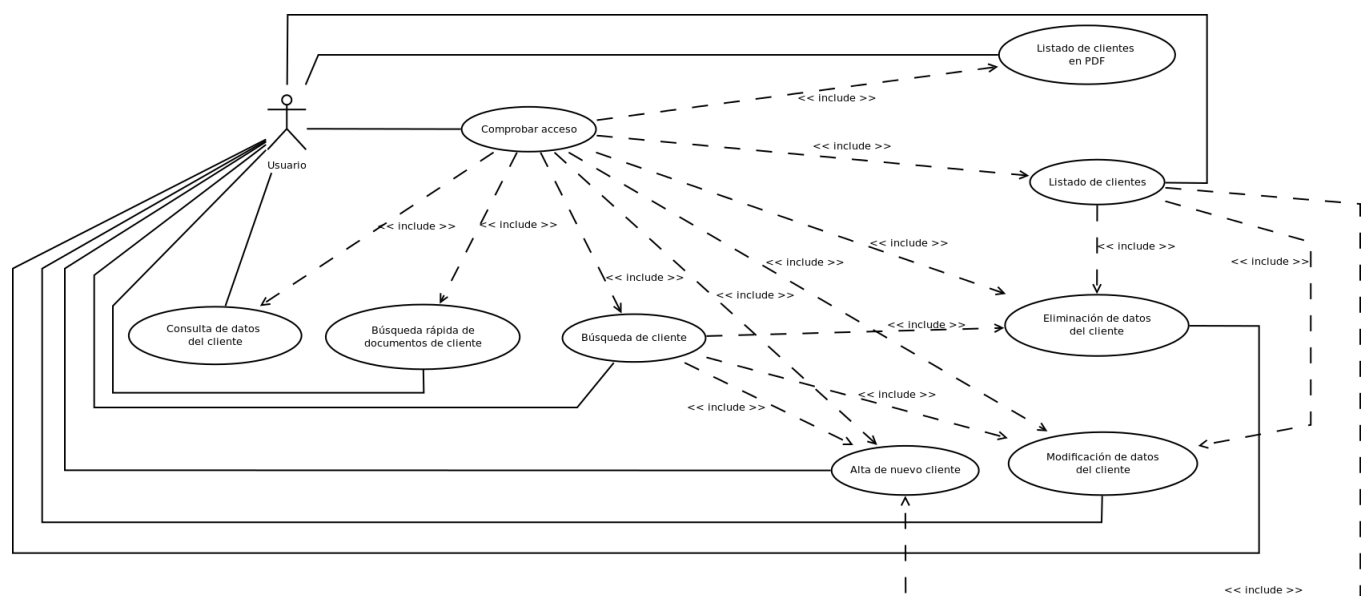 Listado de clientes
en PDF
<< include >>
Comprobar acceso
<< include >>
Usuario
Listado de clientes
<< include >>
<< include >>
<< include >>
<< include >>
<< include >>
<< include >>
<< include >>
<< include >>
<< include >>
Consulta de datos
del cliente
Búsqueda rápida de
documentos de cliente
Búsqueda de cliente
<< include >>
Eliminación de datos
del cliente
<< include >>
<< include >>
Alta de nuevo cliente
Modificación de datos
del cliente
<< include >>